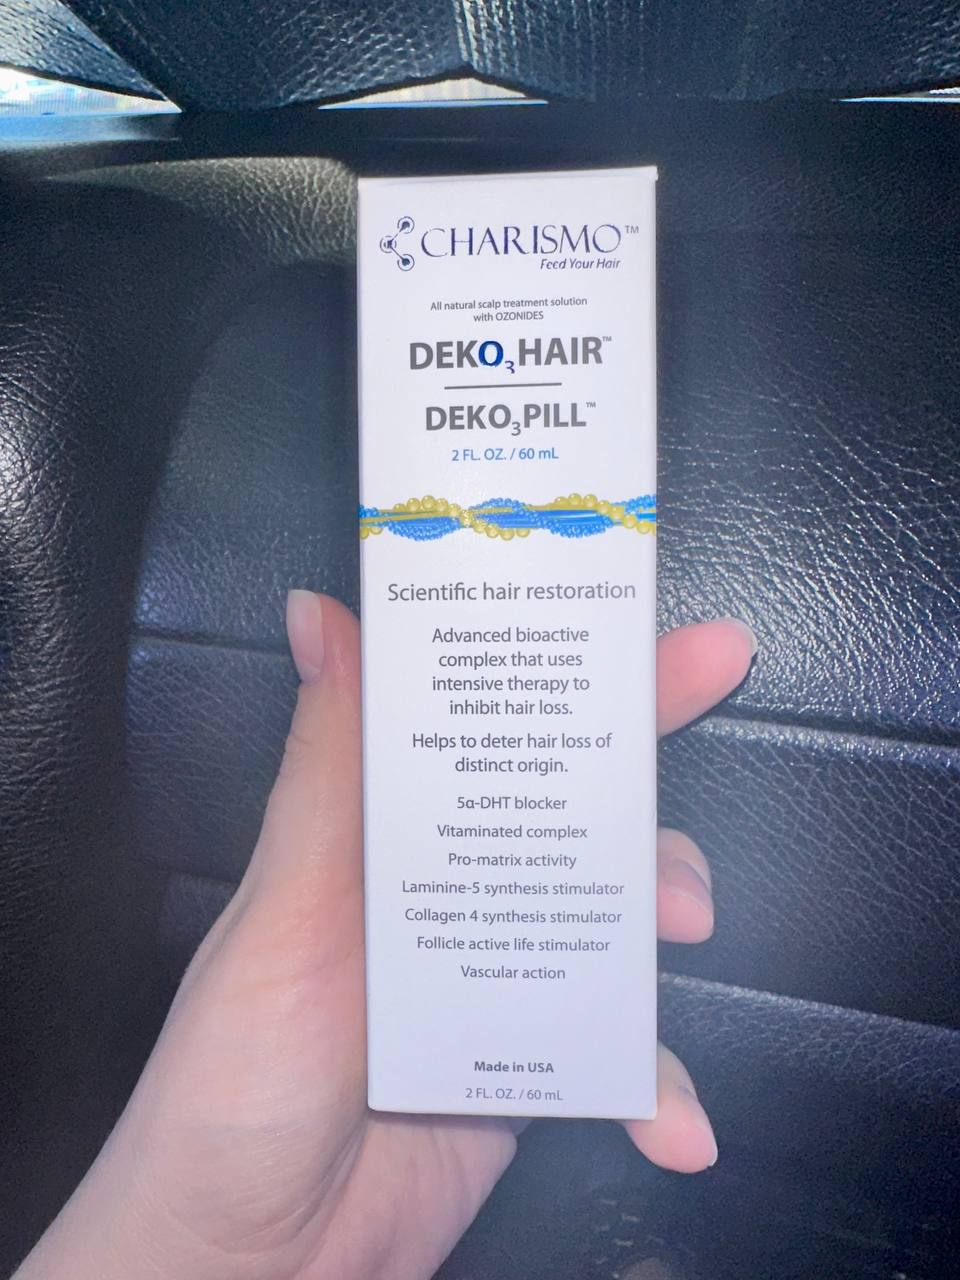 CHARISMO™
Feed Your Hair
All natural scalp treatment solution
with OZONIDES
DEKO₃HAIR™
DEKO₃PILL™
2 FL. OZ. / 60 mL
Scientific hair restoration
Advanced bioactive
complex that uses
intensive therapy to
inhibit hair loss.
Helps to deter hair loss of
distinct origin.
5α-DHT blocker
Vitaminated complex
Pro-matrix activity
Laminine-5 synthesis stimulator
Collagen 4 synthesis stimulator
Follicle active life stimulator
Vascular action
Made in USA
2 FL. OZ. / 60 mL